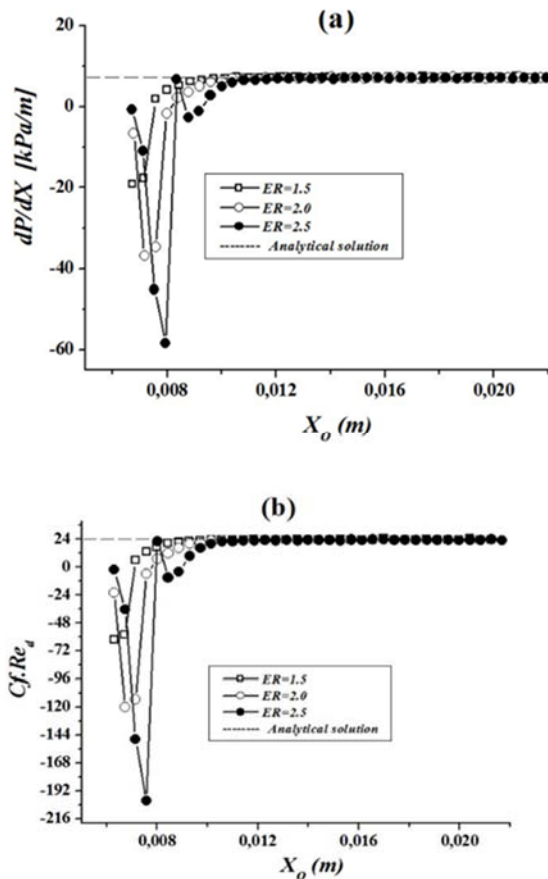 (a)
20
0
-20
-40
-60
dP/dX [kPa/m]
ER=1.5
ER=2.0
ER=2.5
Analytical solution
0,008
0,012
0,016
0,020
Xo (m)
(b)
24
0
-24
-48
-72
-96
-120
-144
-168
-192
-216
Cf.Red
ER=1.5
ER=2.0
ER=2.5
Analytical solution
0,008
0,012
0,016
0,020
Xo (m)